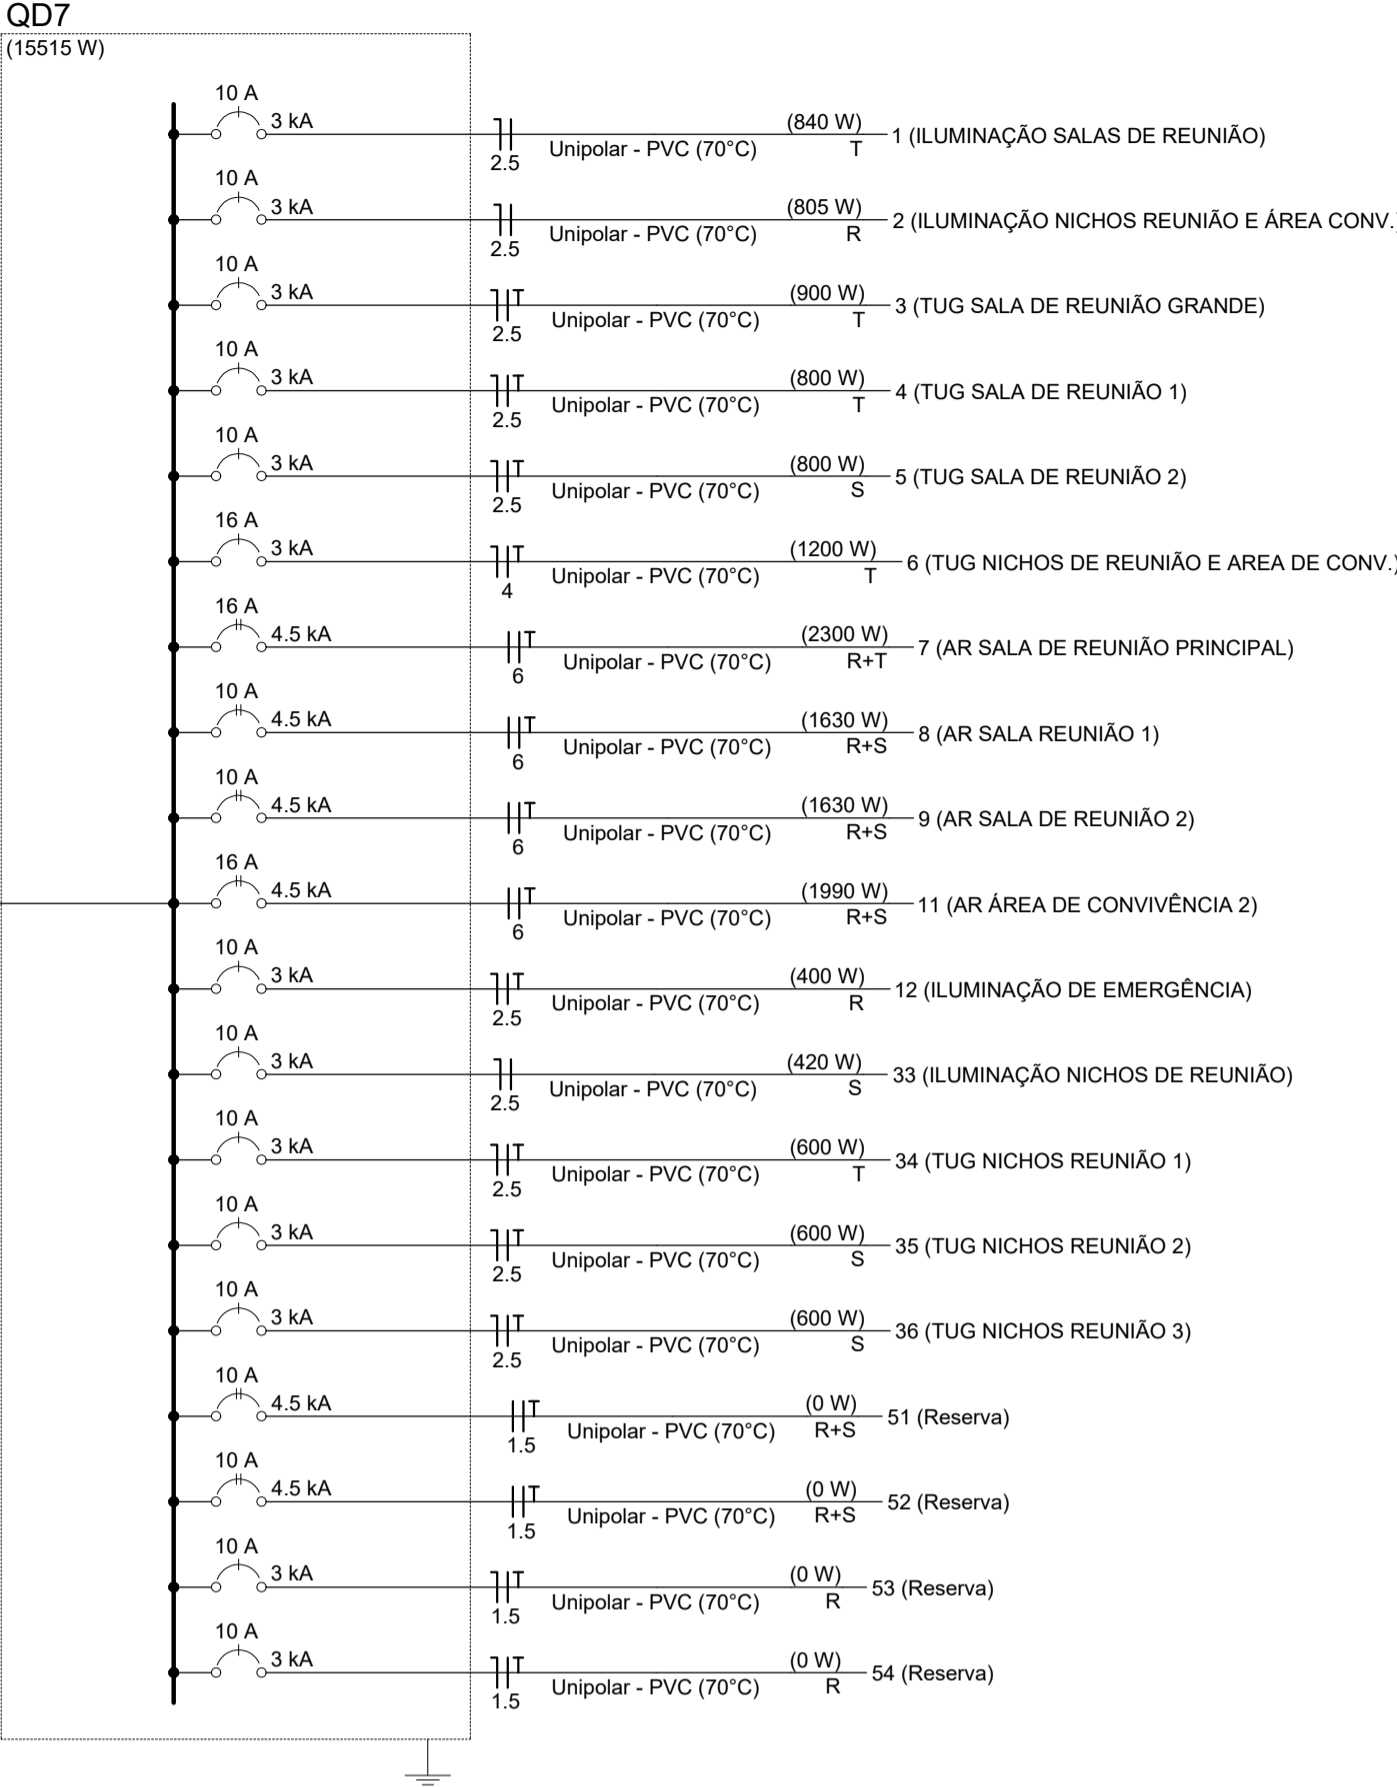 QD7
(15515 W)
10 A
3 kA
2.5
Unipolar - PVC (70°C)
(840 W)
T
1 (ILUMINAÇÃO SALAS DE REUNIÃO)
10 A
3 kA
2.5
Unipolar - PVC (70°C)
(805 W)
R
2 (ILUMINAÇÃO NICHOS REUNIÃO E ÁREA CONV.)
10 A
3 kA
T
2.5
Unipolar - PVC (70°C)
(900 W)
T
3 (TUG SALA DE REUNIÃO GRANDE)
10 A
3 kA
T
2.5
Unipolar - PVC (70°C)
(800 W)
T
4 (TUG SALA DE REUNIÃO 1)
10 A
3 kA
T
2.5
Unipolar - PVC (70°C)
(800 W)
S
5 (TUG SALA DE REUNIÃO 2)
16 A
3 kA
T
4
Unipolar - PVC (70°C)
(1200 W)
T
6 (TUG NICHOS DE REUNIÃO E AREA DE CONV.)
16 A
4.5 kA
T
6
Unipolar - PVC (70°C)
(2300 W)
R+T
7 (AR SALA DE REUNIÃO PRINCIPAL)
10 A
4.5 kA
T
6
Unipolar - PVC (70°C)
(1630 W)
R+S
8 (AR SALA REUNIÃO 1)
10 A
4.5 kA
T
6
Unipolar - PVC (70°C)
(1630 W)
R+S
9 (AR SALA DE REUNIÃO 2)
16 A
4.5 kA
T
6
Unipolar - PVC (70°C)
(1990 W)
R+S
11 (AR ÁREA DE CONVIVÊNCIA 2)
10 A
3 kA
T
2.5
Unipolar - PVC (70°C)
(400 W)
R
12 (ILUMINAÇÃO DE EMERGÊNCIA)
10 A
3 kA
2.5
Unipolar - PVC (70°C)
(420 W)
S
33 (ILUMINAÇÃO NICHOS DE REUNIÃO)
10 A
3 kA
T
2.5
Unipolar - PVC (70°C)
(600 W)
T
34 (TUG NICHOS REUNIÃO 1)
10 A
3 kA
T
2.5
Unipolar - PVC (70°C)
(600 W)
S
35 (TUG NICHOS REUNIÃO 2)
10 A
3 kA
T
2.5
Unipolar - PVC (70°C)
(600 W)
S
36 (TUG NICHOS REUNIÃO 3)
10 A
4.5 kA
T
1.5
Unipolar - PVC (70°C)
(0 W)
R+S
51 (Reserva)
10 A
4.5 kA
T
1.5
Unipolar - PVC (70°C)
(0 W)
R+S
52 (Reserva)
10 A
3 kA
T
1.5
Unipolar - PVC (70°C)
(0 W)
R
53 (Reserva)
10 A
3 kA
T
1.5
Unipolar - PVC (70°C)
(0 W)
R
54 (Reserva)